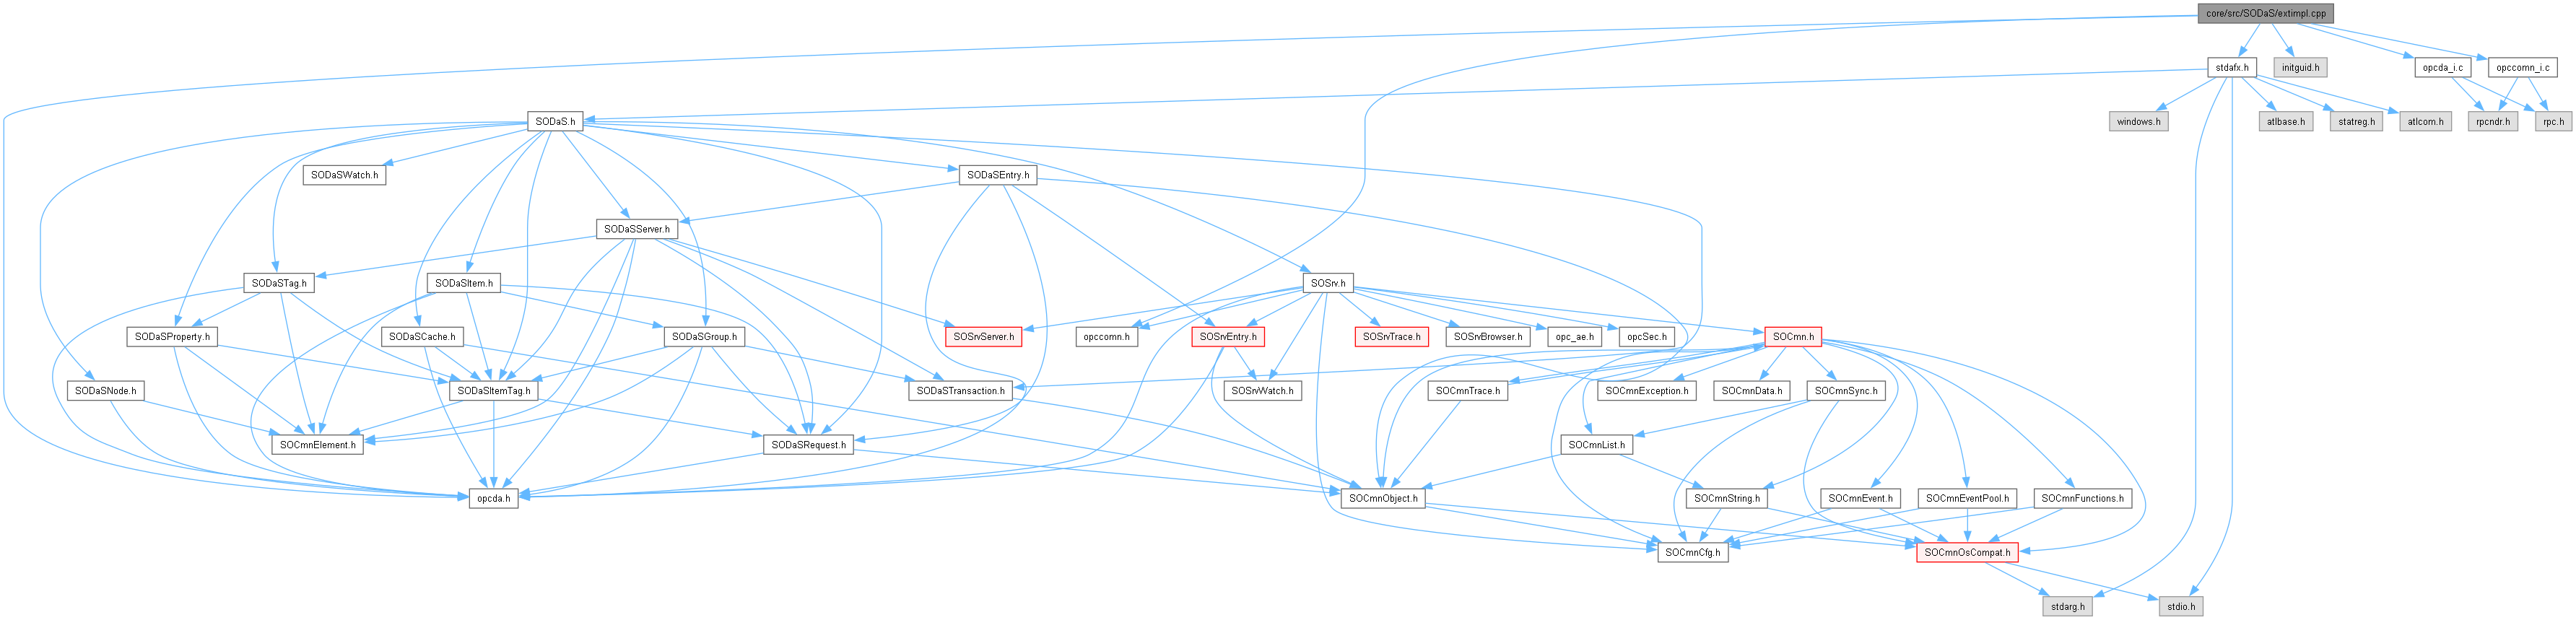 core/src/SODaS/extimpl.cpp
stdafx.h
initguid.h
opcda_i.c
opccomn_i.c
SODaS.h
windows.h
atlbase.h
statreg.h
atlcom.h
rpcndr.h
rpc.h
SODaSWatch.h
SODaSEntry.h
SODaSServer.h
SODaSTag.h
SODaSItem.h
SOSrv.h
SODaSProperty.h
SODaSCache.h
SODaSGroup.h
SOSrvServer.h
opccomn.h
SOSrvEntry.h
SOSrvTrace.h
SOSrvBrowser.h
opc_ae.h
opcSec.h
SOCmn.h
SODaSNode.h
SODaSItemTag.h
SODaSTransaction.h
SOSrvWatch.h
SOCmnTrace.h
SOCmnException.h
SOCmnData.h
SOCmnSync.h
SOCmnElement.h
SODaSRequest.h
SOCmnList.h
opcda.h
SOCmnObject.h
SOCmnString.h
SOCmnEvent.h
SOCmnEventPool.h
SOCmnFunctions.h
SOCmnCfg.h
SOCmnOsCompat.h
stdarg.h
stdio.h